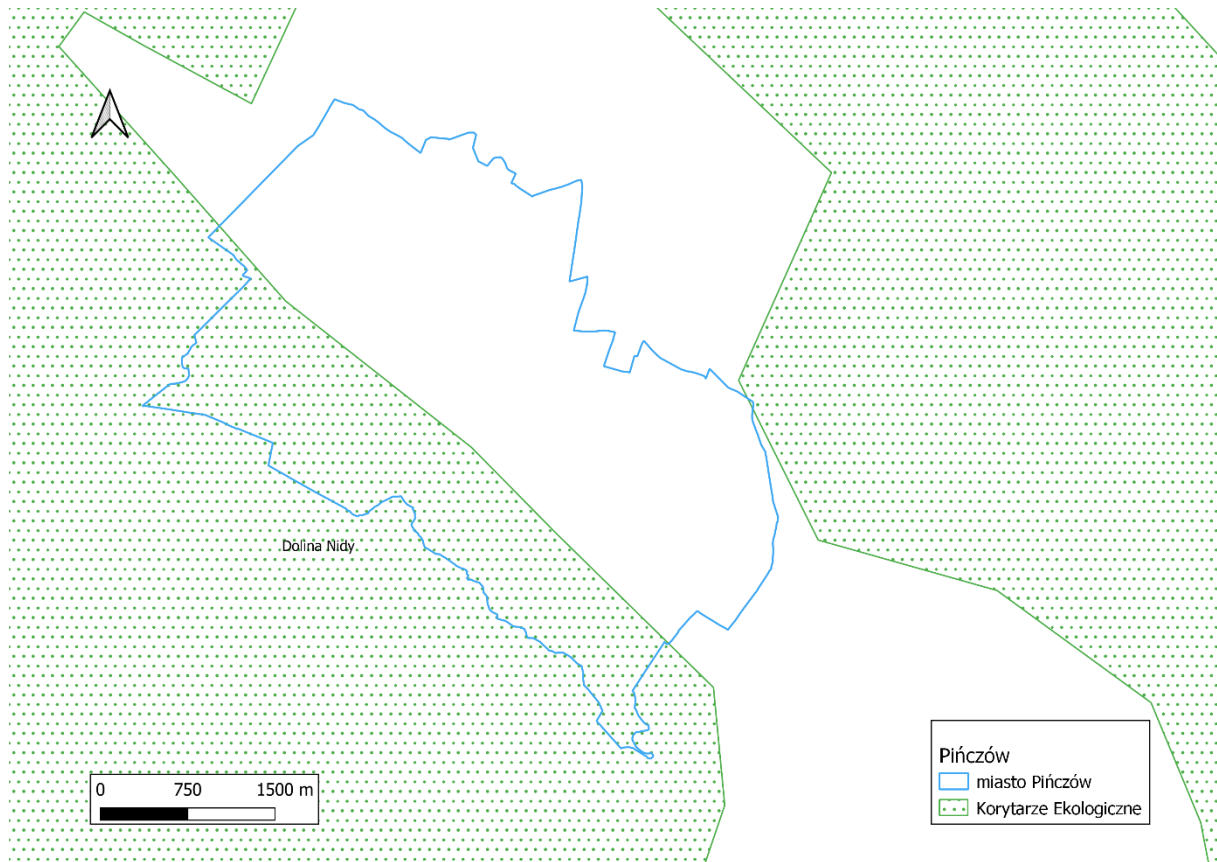 Dolina Nidy
0 750 1500 m
Pińczów
miasto Pińczów
Korytarze Ekologiczne